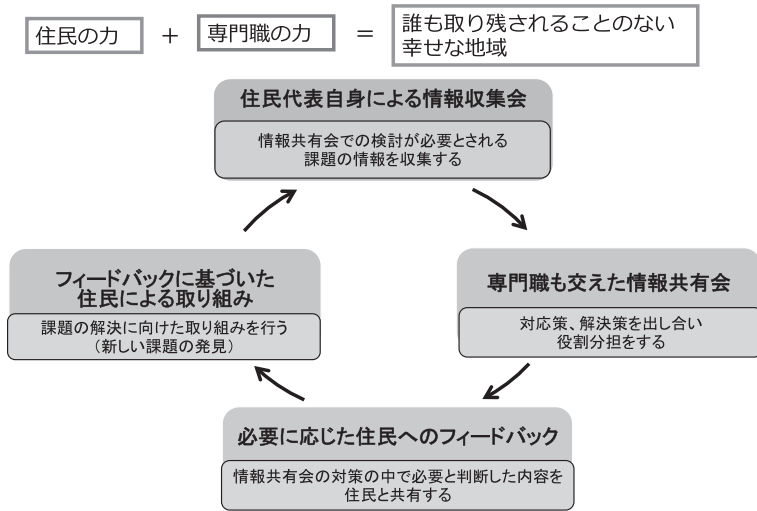 住民の力 + 専門職の力 = 誰も取り残されることのない
幸せな地域
住民代表自身による情報収集会
情報共有会での検討が必要とされる
課題の情報を収集する
専門職も交えた情報共有会
対応策、解決策を出し合い
役割分担をする
必要に応じた住民へのフィードバック
情報共有会の対策の中で必要と判断した内容を
住民と共有する
フィードバックに基づいた
住民による取り組み
課題の解決に向けた取り組みを行う
(新しい課題の発見)